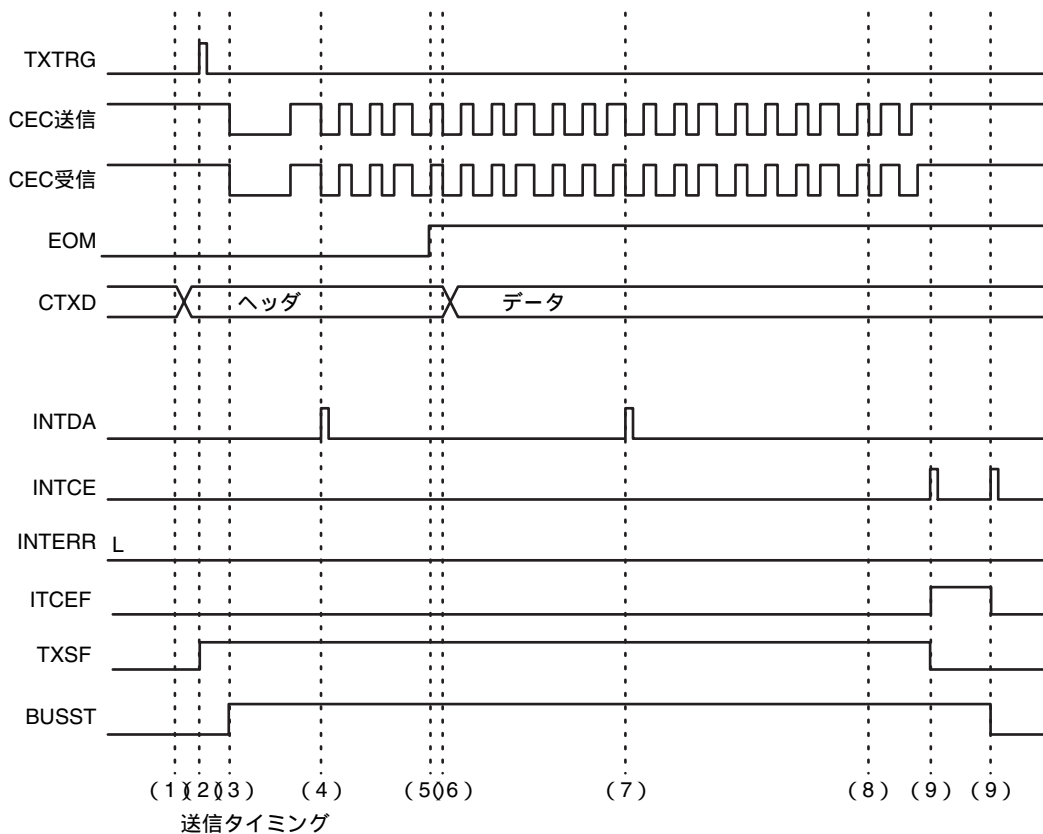 TXTRG
CEC送信
CEC受信
EOM
CTXD ヘッダ データ
INTDA
INTCE
INTERR L
ITCEF
TXSF
BUSST
(1)(2)(3) (4) (5)(6) (7) (8) (9) (9)
送信タイミング